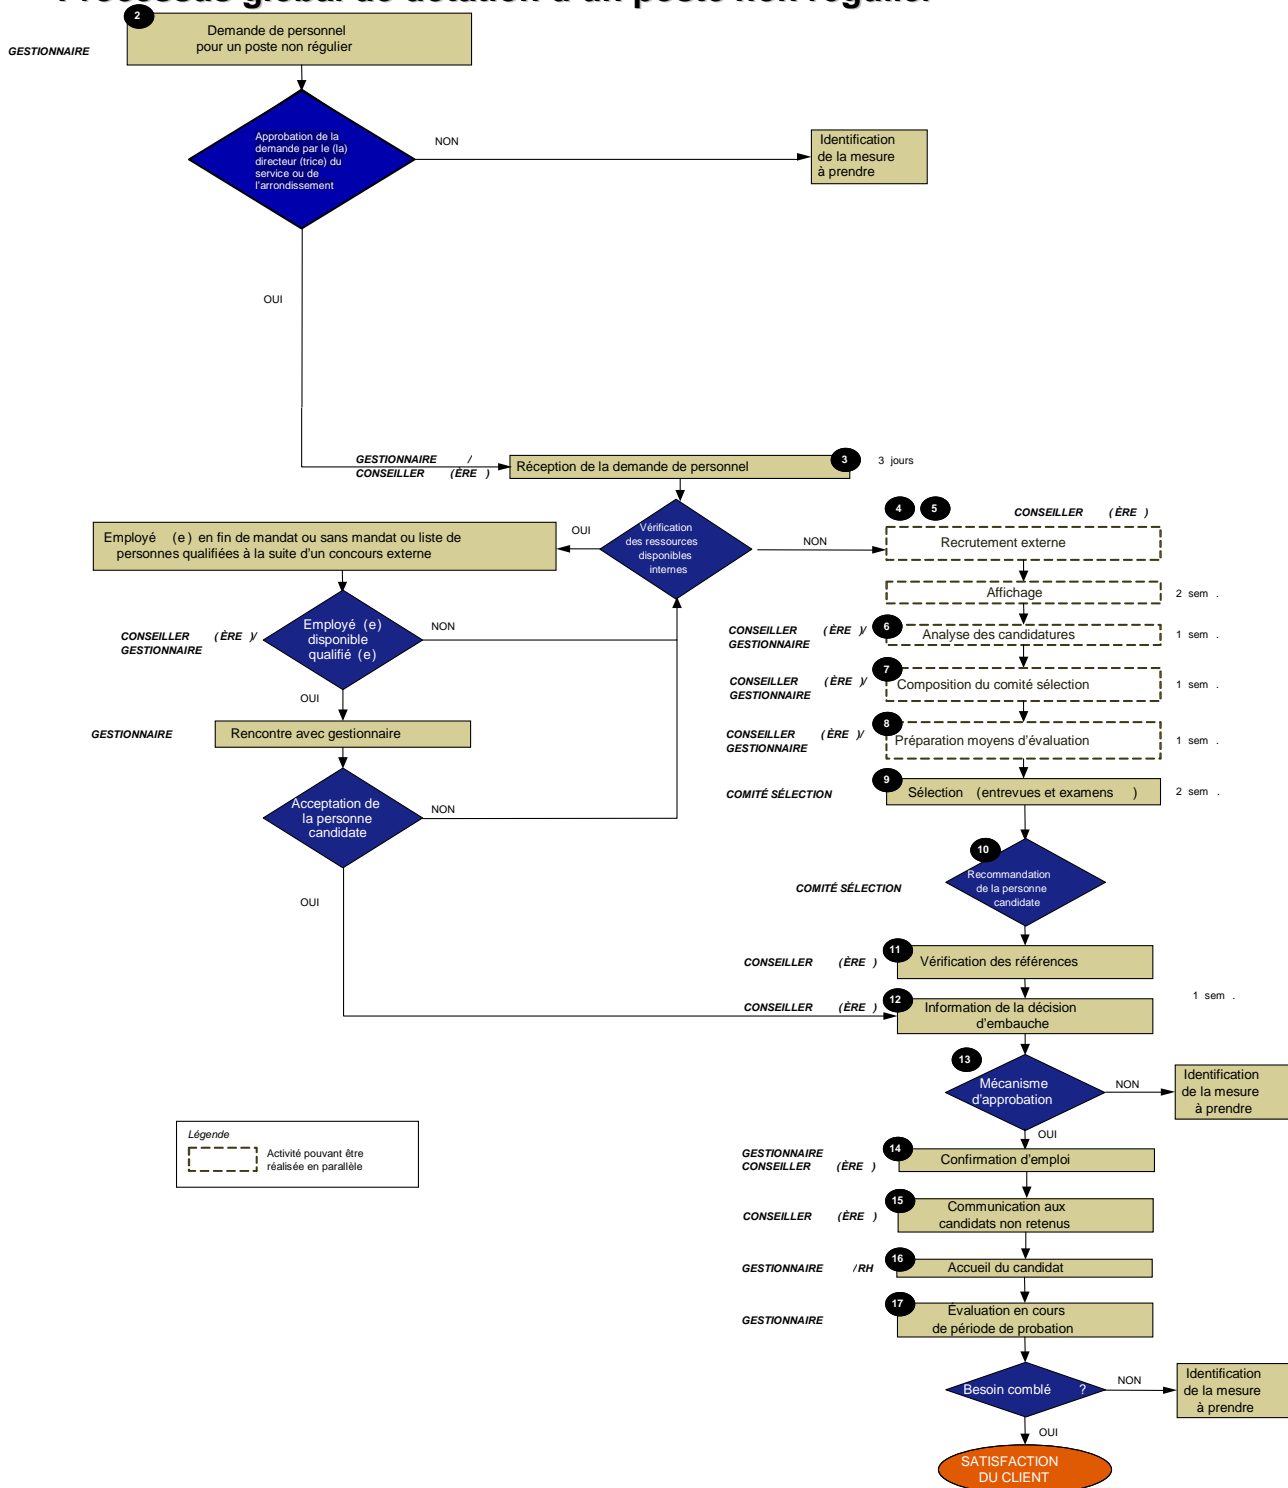 Processus global de dotation d'un poste non régulier
2
Demande de personnel
pour un poste non régulier
GESTIONNAIRE
Approbation de la
demande par le (la)
directeur (trice) du
service ou de
l'arrondissement
NON
Identification
de la mesure
à prendre
OUI
GESTIONNAIRE /
CONSEILLER (ÈRE )
Réception de la demande de personnel
3
3 jours
Vérification
des ressources
disponibles
internes
OUI
NON
Employé (e) en fin de mandat ou sans mandat ou liste de
personnes qualifiées à la suite d'un concours externe
4
5
CONSEILLER (ÈRE )
Recrutement externe
Affichage
2 sem .
CONSEILLER (ÈRE )/
GESTIONNAIRE
Employé (e)
disponible
qualifié (e)
NON
OUI
CONSEILLER (ÈRE )/
GESTIONNAIRE
6
Analyse des candidatures
1 sem .
CONSEILLER (ÈRE )/
GESTIONNAIRE
7
Composition du comité sélection
1 sem .
GESTIONNAIRE
Rencontre avec gestionnaire
CONSEILLER (ÈRE )/
GESTIONNAIRE
8
Préparation moyens d'évaluation
1 sem .
Acceptation de
la personne
candidate
NON
OUI
COMITÉ SÉLECTION
9
Sélection (entrevues et examens )
2 sem .
10
Recommandation
de la personne
candidate
COMITÉ SÉLECTION
CONSEILLER (ÈRE )
11
Vérification des références
CONSEILLER (ÈRE )
12
Information de la décision
d'embauche
1 sem .
13
Mécanisme
d'approbation
NON
Identification
de la mesure
à prendre
OUI
Légende
Activité pouvant être
réalisée en parallèle
GESTIONNAIRE
CONSEILLER (ÈRE )
14
Confirmation d'emploi
CONSEILLER (ÈRE )
15
Communication aux
candidats non retenus
GESTIONNAIRE /RH
16
Accueil du candidat
GESTIONNAIRE
17
Évaluation en cours
de période de probation
Besoin comblé ?
NON
Identification
de la mesure
à prendre
OUI
SATISFACTION
DU CLIENT